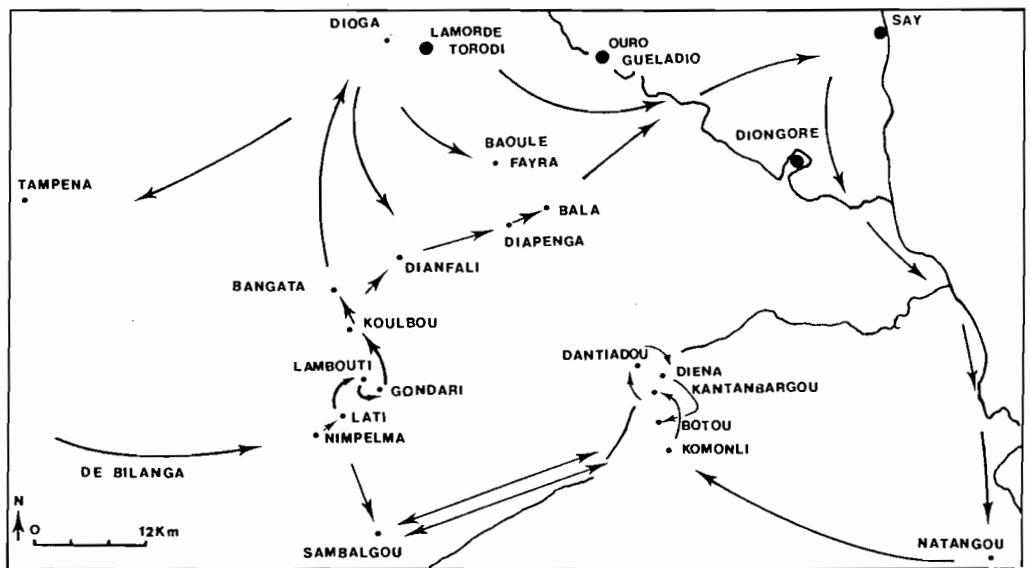 DIOGA
LAMORDE
TORODI
OURO
GUELADIO
SAY
DIONGORE
BAOULE
FAYRA
TAMPENA
BALA
DIAPENGA
DIANFALI
BANGATA
KOULBOU
LAMBOUTI
GONDARI
LATI
NIMPELMA
DE BILANGA
DANTIADOU
DIENA
KANTANBARGOU
BOTOU
KOMONLI
N
0 12Km
SAMBALGOU
NATANGOU